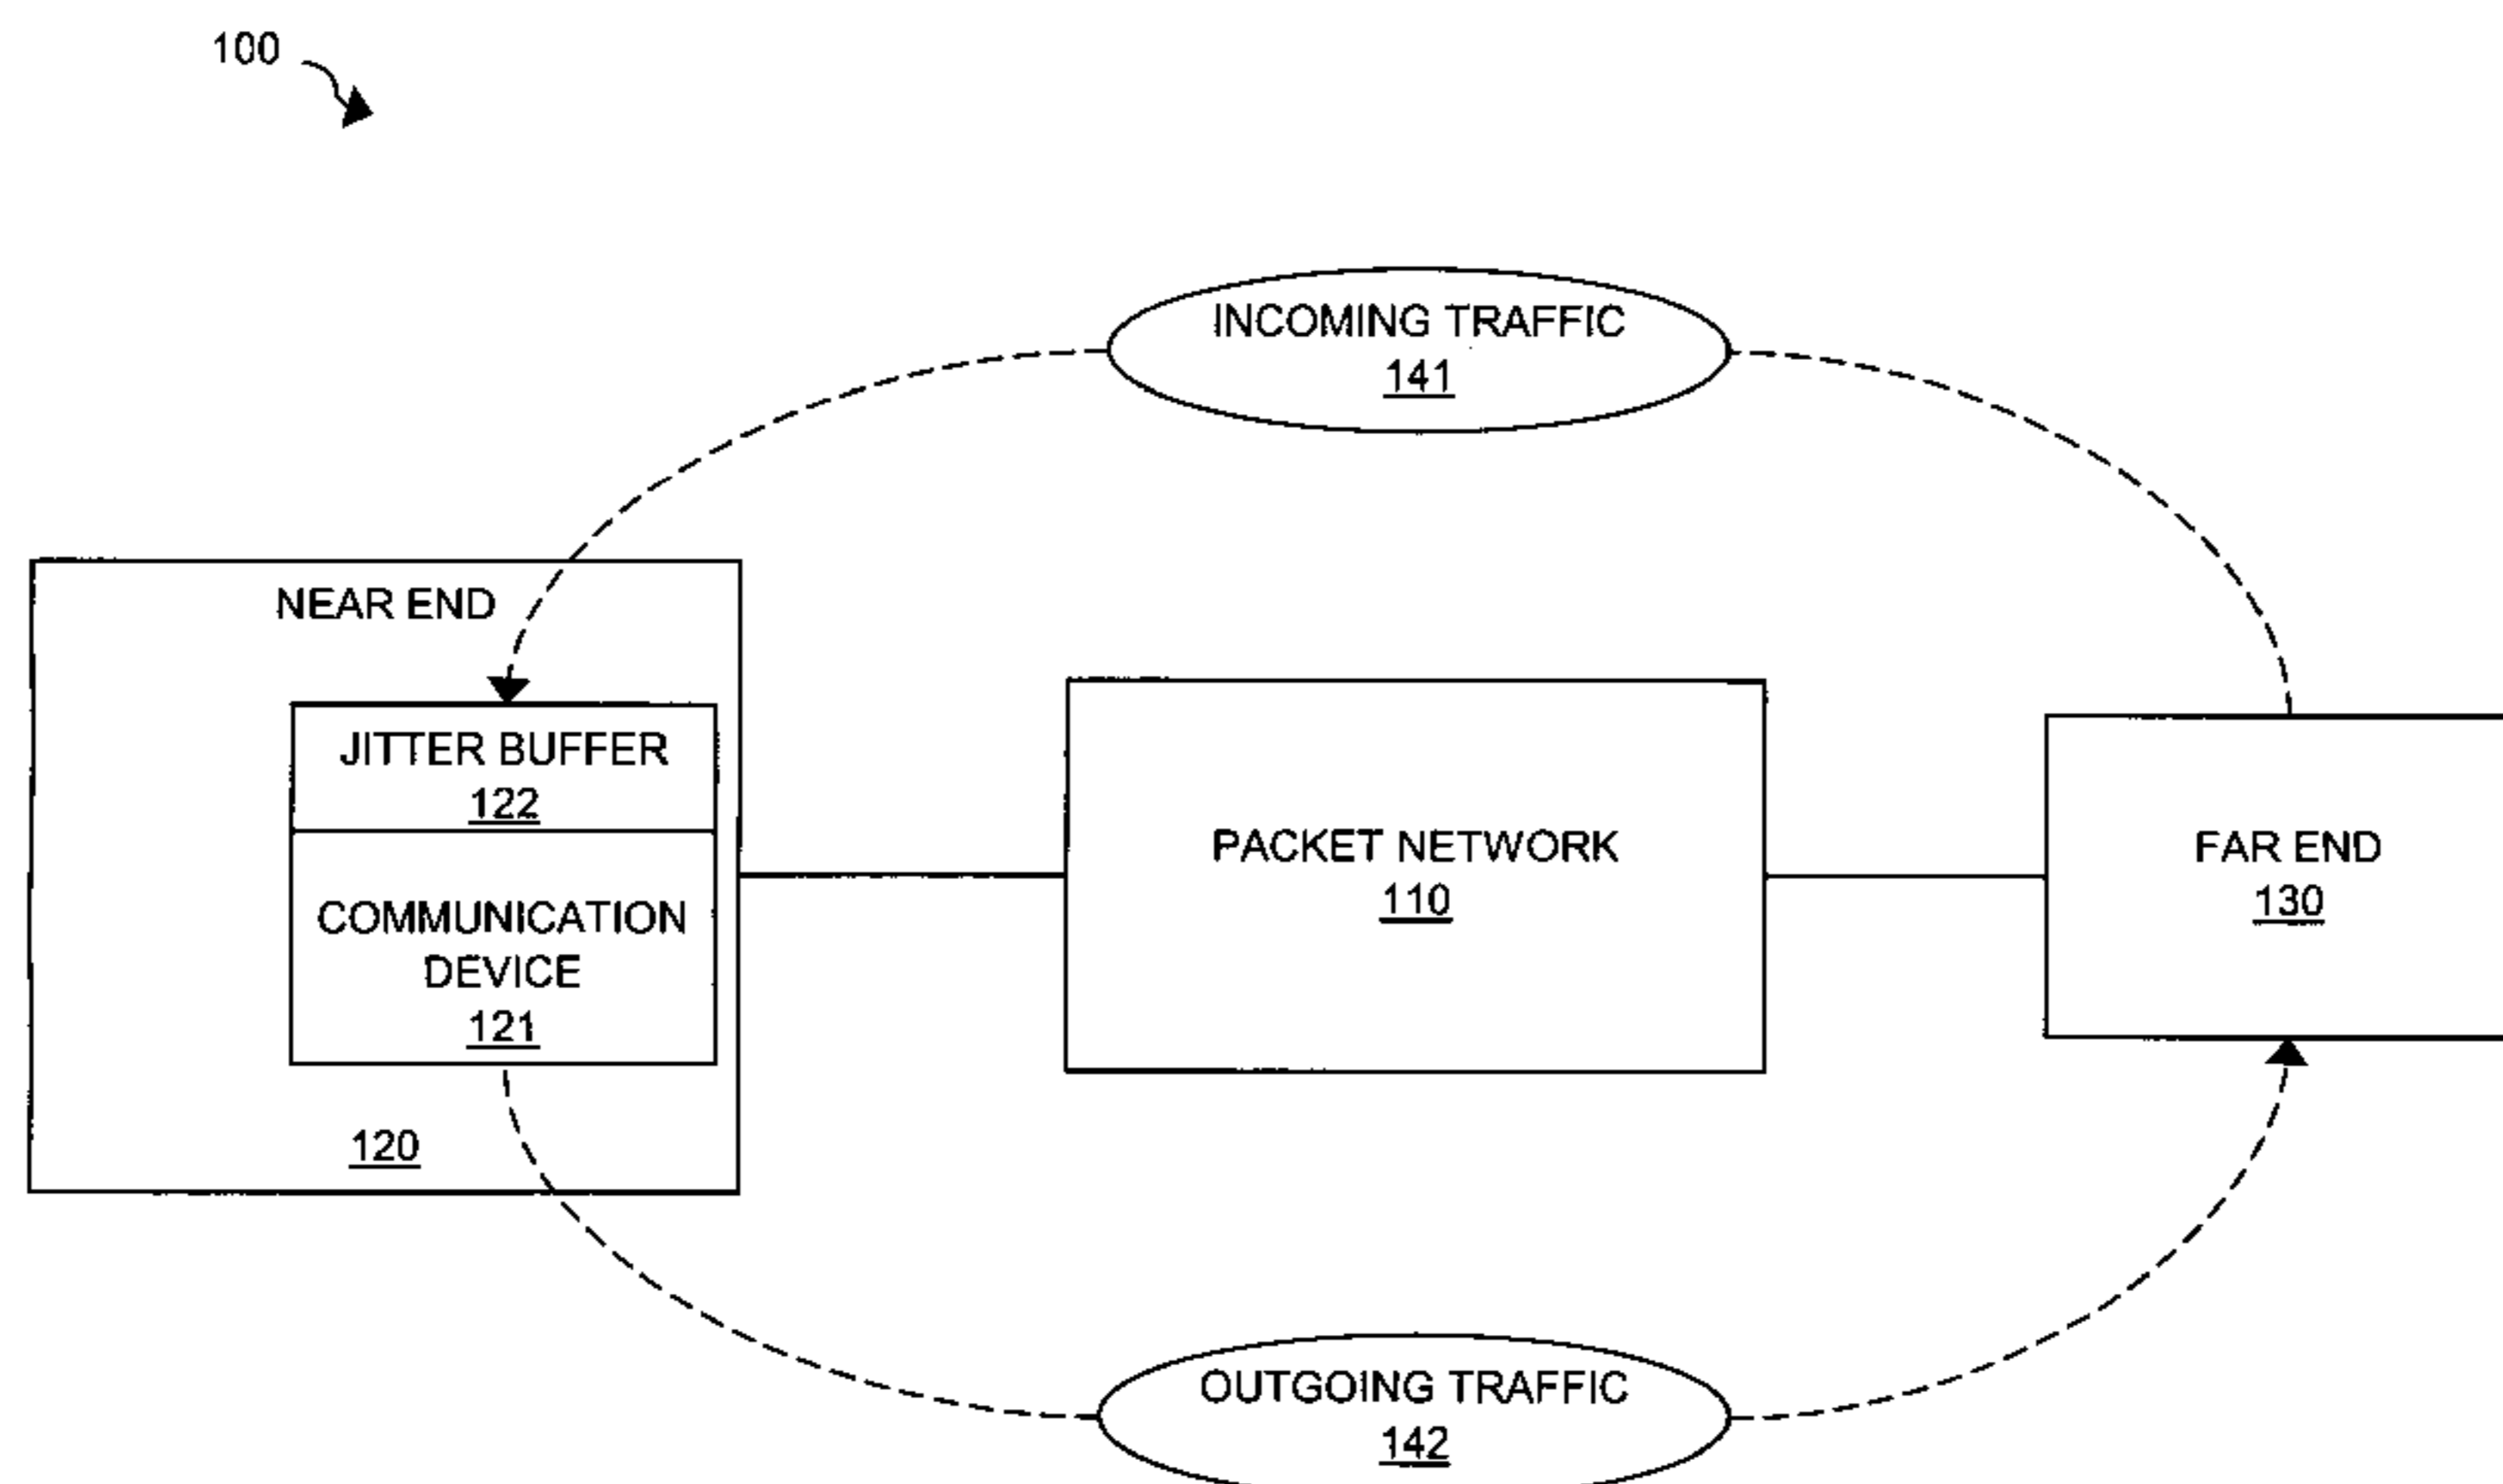 100
INCOMING TRAFFIC
141
NEAR END
JITTER BUFFER
122
COMMUNICATION
DEVICE
121
120
PACKET NETWORK
110
FAR END
130
OUTGOING TRAFFIC
142